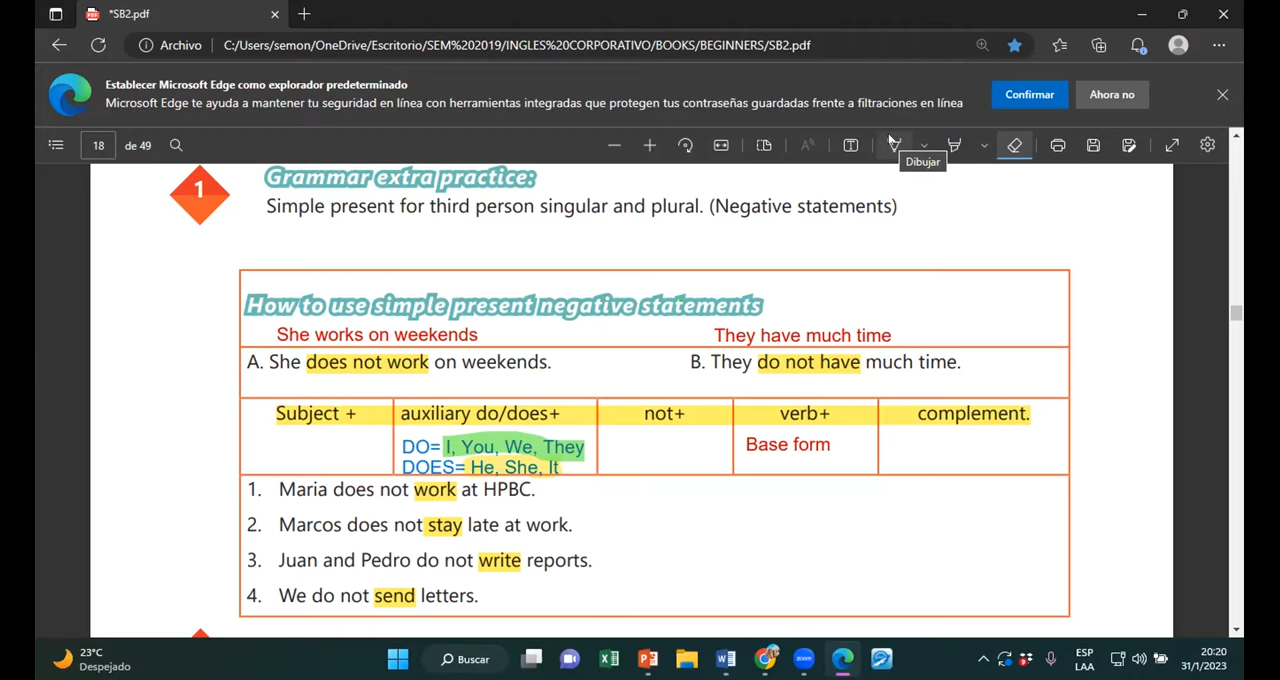 *SB2.pdf
Archivo C:/Users/semon/OneDrive/Escritorio/SEM%202019/INGLES%20CORPORATIVO/BOOKS/BEGINNERS/SB2.pdf
Establecer Microsoft Edge como explorador predeterminado
Microsoft Edge te ayuda a mantener tu seguridad en línea con herramientas integradas que protegen tus contraseñas guardadas frente a filtraciones en línea
Confirmar Ahora no
18 de 49
Dibujar
1 Grammar extra practice:
Simple present for third person singular and plural. (Negative statements)
How to use simple present negative statements
She works on weekends They have much time
A. She does not work on weekends. B. They do not have much time.
Subject + auxiliary do/does+ not+ verb+ complement.
DO= I, You, We, They Base form
DOES= He, She, It
1. Maria does not work at HPBC.
2. Marcos does not stay late at work.
3. Juan and Pedro do not write reports.
4. We do not send letters.
23°C
Despejado
Buscar
ESP
LAA
20:20
31/1/2023